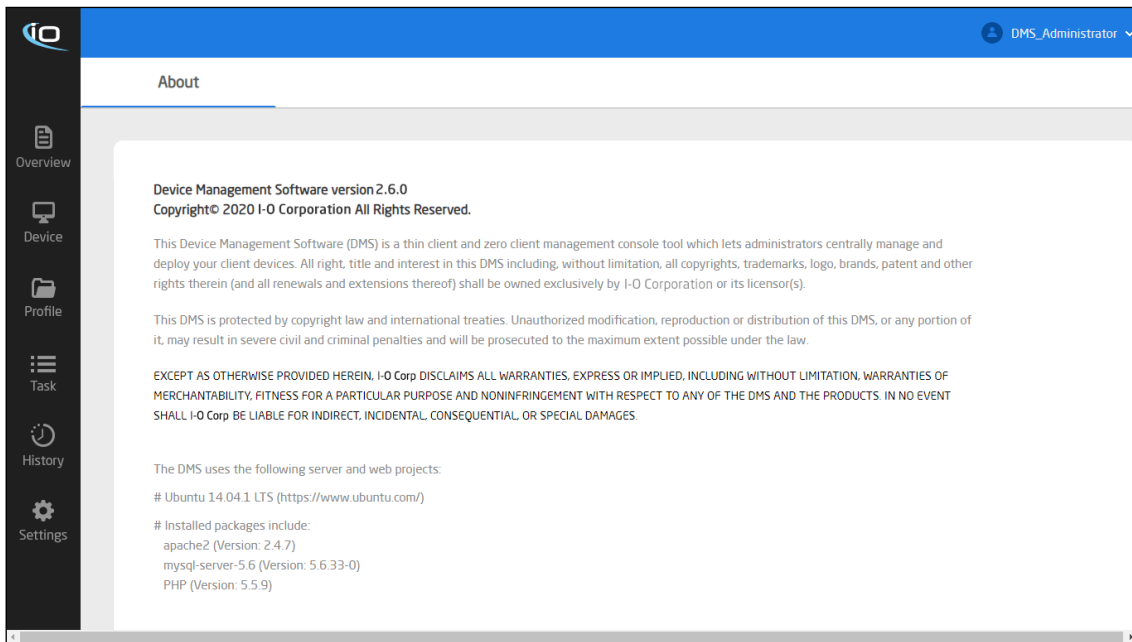 iO
DMS_Administrator
About
Overview
Device
Profile
Task
History
Settings
Device Management Software version 2.6.0
Copyright© 2020 I-O Corporation All Rights Reserved.
This Device Management Software (DMS) is a thin client and zero client management console tool which lets administrators centrally manage and
deploy your client devices. All right, title and interest in this DMS including, without limitation, all copyrights, trademarks, logo, brands, patent and other
rights therein (and all renewals and extensions thereof) shall be owned exclusively by I-O Corporation or its licensor(s).
This DMS is protected by copyright law and international treaties. Unauthorized modification, reproduction or distribution of this DMS, or any portion of
it, may result in severe civil and criminal penalties and will be prosecuted to the maximum extent possible under the law.
EXCEPT AS OTHERWISE PROVIDED HEREIN, I-O Corp DISCLAIMS ALL WARRANTIES, EXPRESS OR IMPLIED, INCLUDING WITHOUT LIMITATION, WARRANTIES OF
MERCHANTABILITY, FITNESS FOR A PARTICULAR PURPOSE AND NONINFRINGEMENT WITH RESPECT TO ANY OF THE DMS AND THE PRODUCTS. IN NO EVENT
SHALL I-O Corp BE LIABLE FOR INDIRECT, INCIDENTAL, CONSEQUENTIAL, OR SPECIAL DAMAGES.
The DMS uses the following server and web projects:
# Ubuntu 14.04.1 LTS (https://www.ubuntu.com/)
# Installed packages include:
apache2 (Version: 2.4.7)
mysql-server-5.6 (Version: 5.6.33-0)
PHP (Version: 5.5.9)